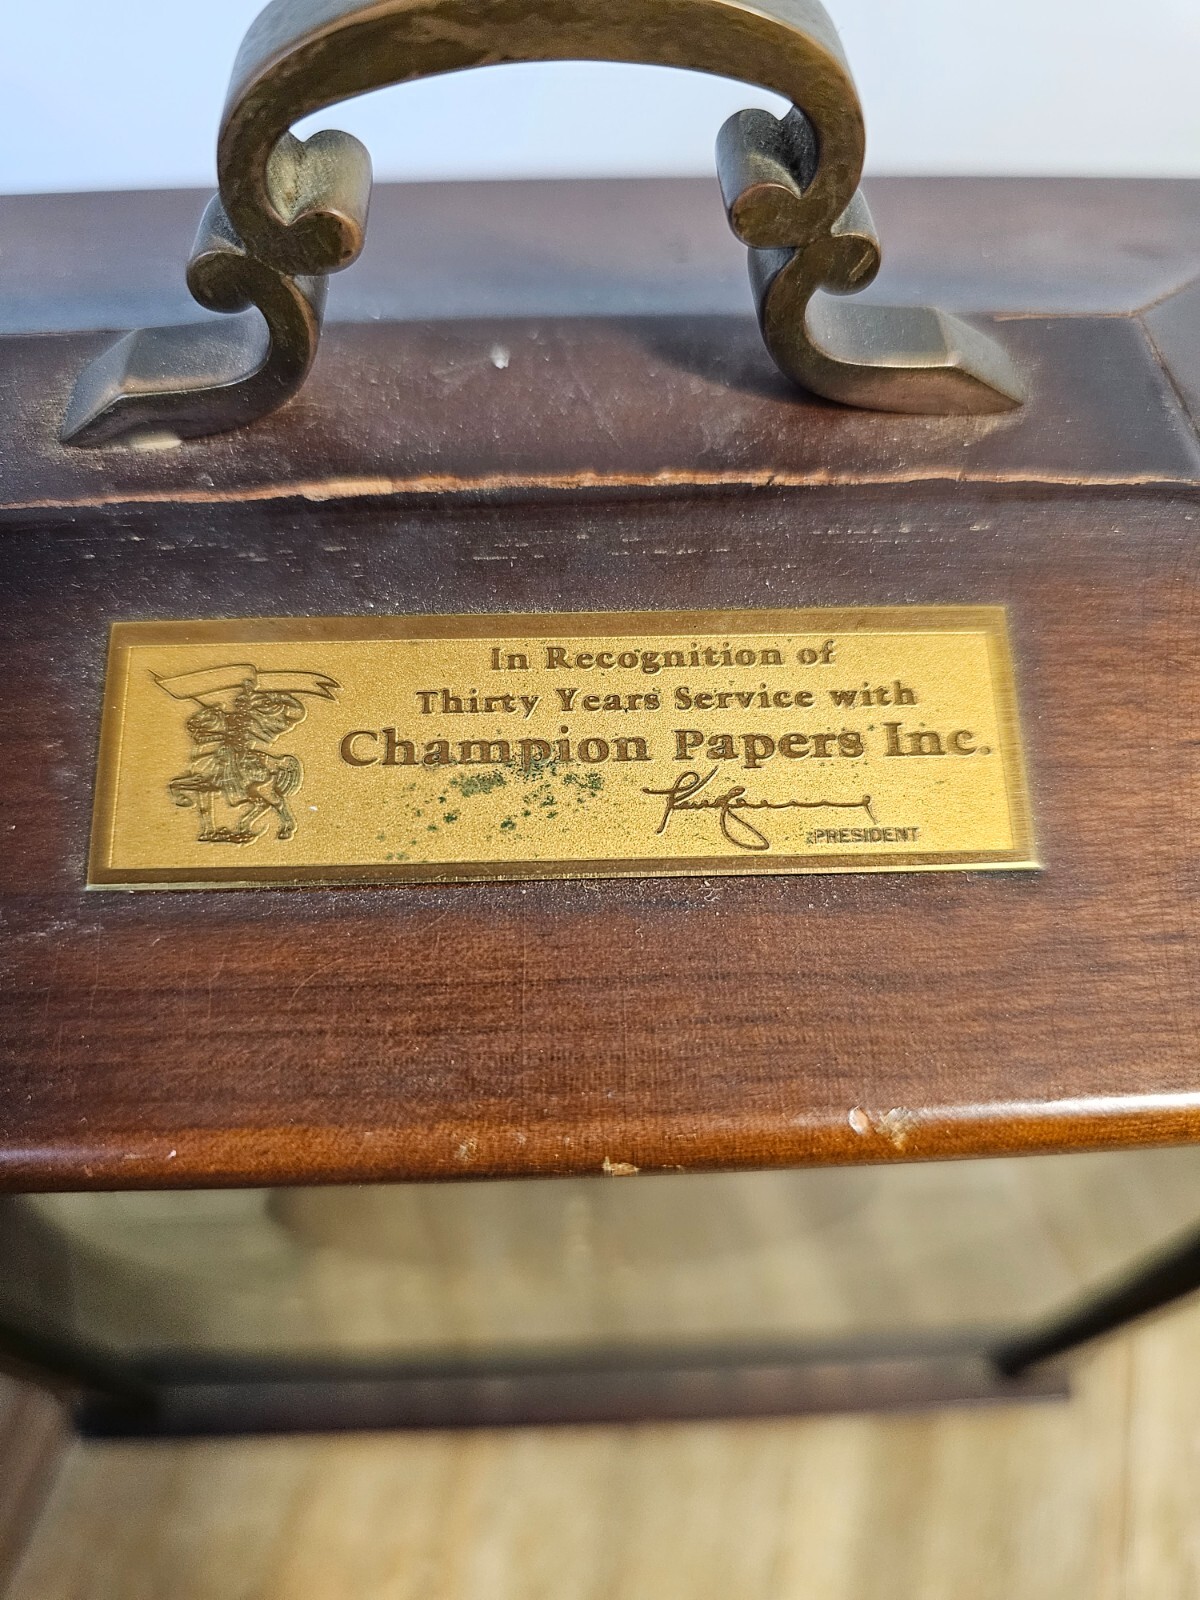 In Recognition of
Thirty Years Service with
Champion Papers Inc.
PRESIDENT